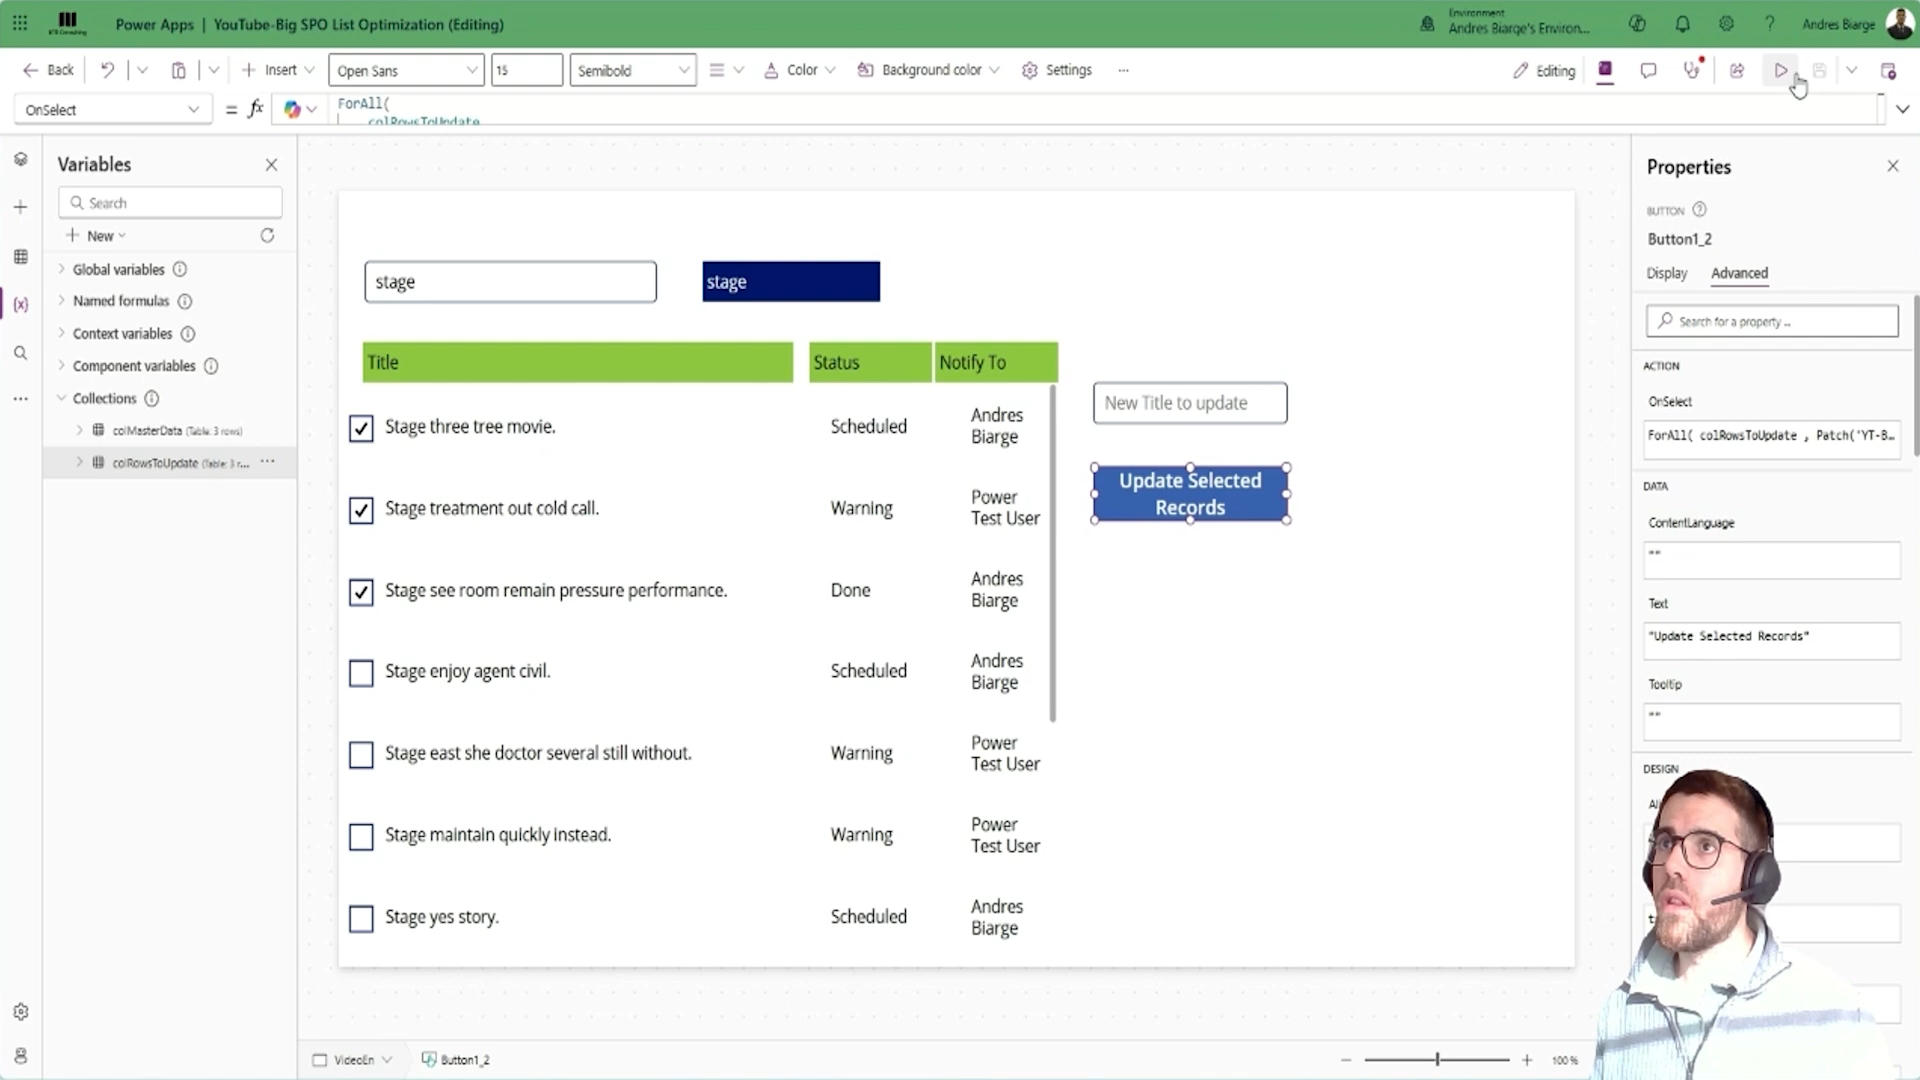 Power Apps | YouTube-Big SPO List Optimization (Editing)
Environment
Andres Biarge's Environ...
Andres Biarge
Back
Insert
Open Sans
15
Semibold
Color
Background color
Settings
...
Editing
OnSelect
= fx
ForAll(
colRowsToUpdate
Variables
Search
New
Global variables
Named formulas
Context variables
Component variables
Collections
colMasterData (Table: 3 rows)
colRowsToUpdate (Table: 3 r... ...
stage
stage
Title
Status
Notify To
Stage three tree movie.
Scheduled
Andres
Biarge
Stage treatment out cold call.
Warning
Power
Test User
Stage see room remain pressure performance.
Done
Andres
Biarge
Stage enjoy agent civil.
Scheduled
Andres
Biarge
Stage east she doctor several still without.
Warning
Power
Test User
Stage maintain quickly instead.
Warning
Power
Test User
Stage yes story.
Scheduled
Andres
Biarge
New Title to update
Update Selected
Records
Properties
BUTTON
Button1_2
Display
Advanced
Search for a property ...
ACTION
OnSelect
ForAll( colRowsToUpdate , Patch('YT-B...
DATA
ContentLanguage
""
Text
"Update Selected Records"
Tooltip
""
DESIGN
VideoEn
Button1_2
100 %